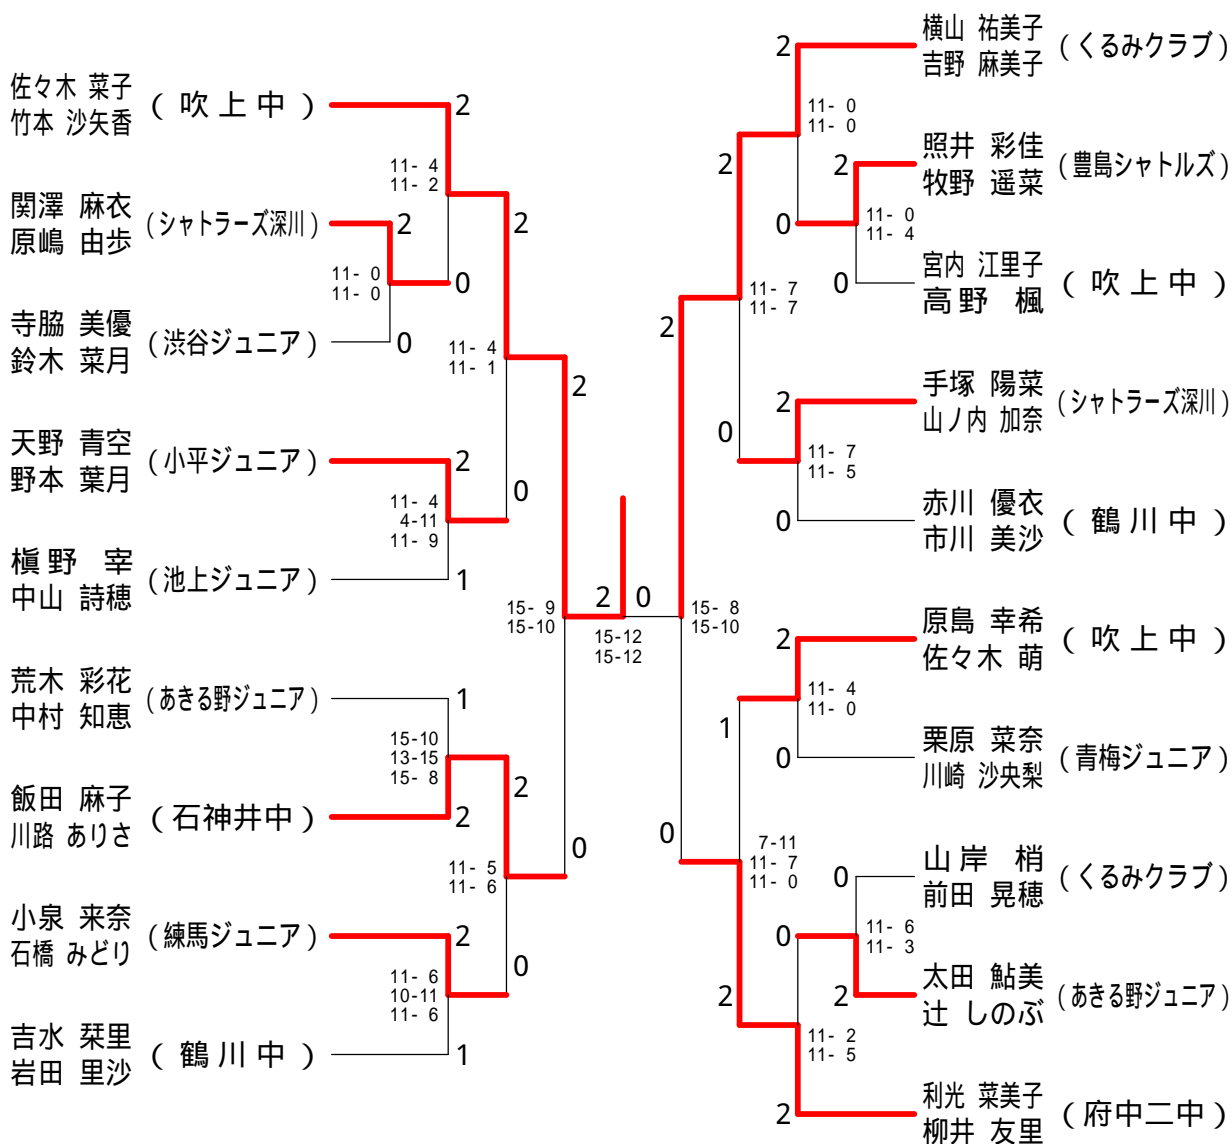 佐々木 菜子
竹本 沙矢香
(吹上中)
2
11- 4
11- 2
関澤 麻衣
原嶋 由歩
(シャトラーズ深川)
2
2
11- 0
11- 0
0
寺脇 美優
鈴木 菜月
(渋谷ジュニア)
0
11- 4
11- 1
2
天野 青空
野本 葉月
(小平ジュニア)
2
0
11- 4
4-11
11- 9
槇野 宰
中山 詩穂
(池上ジュニア)
1
15- 9
15-10
荒木 彩花
中村 知恵
(あきる野ジュニア)
1
15-10
13-15
15- 8
2
飯田 麻子
川路 ありさ
(石神井中)
2
0
11- 5
11- 6
小泉 来奈
石橋 みどり
(練馬ジュニア)
2
0
11- 6
10-11
11- 6
吉水 栞里
岩田 里沙
(鶴川中)
1
2
0
15-12
15-12
横山 祐美子
吉野 麻美子
(くるみクラブ)
2
11- 0
11- 0
照井 彩佳
牧野 遥菜
(豊島シャトルズ)
2
2
0
11- 0
11- 4
宮内 江里子
高野 楓
(吹上中)
0
11- 7
11- 7
2
手塚 陽菜
山ノ内 加奈
(シャトラーズ深川)
2
0
11- 7
11- 5
赤川 優衣
市川 美沙
(鶴川中)
0
15- 8
15-10
原島 幸希
佐々木 萌
(吹上中)
2
11- 4
11- 0
1
栗原 菜奈
川崎 沙央梨
(青梅ジュニア)
0
0
7-11
11- 7
11- 0
山岸 梢
前田 晃穂
(くるみクラブ)
0
11- 6
11- 3
0
太田 鮎美
辻 しのぶ
(あきる野ジュニア)
2
2
11- 2
11- 5
利光 菜美子
柳井 友里
(府中二中)
2